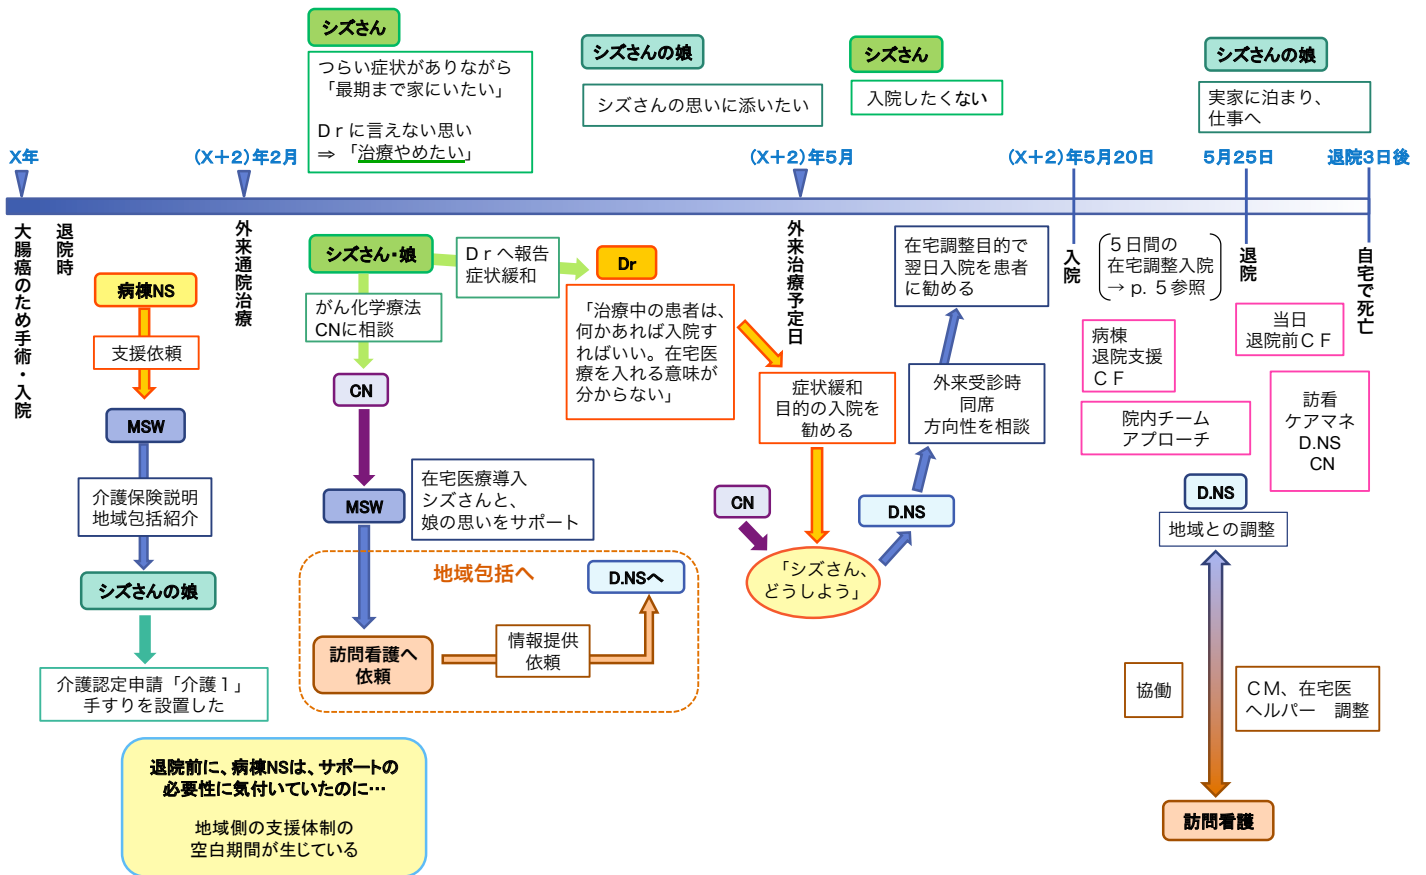 シズさん
つらい症状がありながら
「最期まで家にいたい」
Dｒに言えない思い
⇒ 「治療やめたい」
シズさんの娘
シズさんの思いに添いたい
シズさん
入院したくない
シズさんの娘
実家に泊まり、
仕事へ
X年
(X+2)年2月
(X+2)年5月
(X+2)年5月20日
5月25日
退院3日後
大腸癌のため手術・入院
退院時
外来通院治療
外来治療予定日
入院
5日間の
在宅調整入院
→ p. 5参照
退院
自宅で死亡
病棟NS
支援依頼
MSW
介護保険説明
地域包括紹介
シズさんの娘
介護認定申請「介護１」
手すりを設置した
シズさん・娘
Dｒへ報告
症状緩和
がん化学療法
CNに相談
CN
MSW
在宅医療導入
シズさんと、
娘の思いをサポート
地域包括へ
訪問看護へ
依頼
情報提供
依頼
D.NSへ
Dr
「治療中の患者は、
何かあれば入院す
ればいい。在宅医
療を入れる意味が
分からない」
症状緩和
目的の入院を
勧める
CN
「シズさん、
どうしよう」
D.NS
外来受診時
同席
方向性を相談
在宅調整目的で
翌日入院を患者
に勧める
病棟
退院支援
ＣＦ
院内チーム
アプローチ
当日
退院前ＣＦ
訪看
ケアマネ
D.NS
CN
D.NS
地域との調整
協働
ＣＭ、在宅医
ヘルパー　調整
訪問看護
退院前に、病棟NSは、サポートの
必要性に気付いていたのに…
地域側の支援体制の
空白期間が生じている